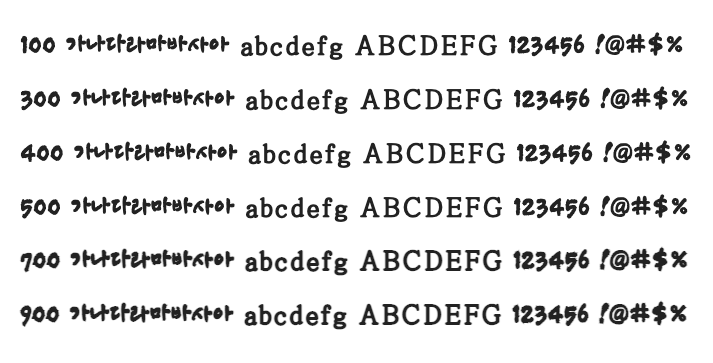 100 가나다라마바사아 abcdefg ABCDEFG 123456 !@#$%
300 가나다라마바사아 abcdefg ABCDEFG 123456 !@#$%
400 가나다라마바사아 abcdefg ABCDEFG 123456 !@#$%
500 가나다라마바사아 abcdefg ABCDEFG 123456 !@#$%
700 가나다라마바사아 abcdefg ABCDEFG 123456 !@#$%
900 가나다라마바사아 abcdefg ABCDEFG 123456 !@#$%